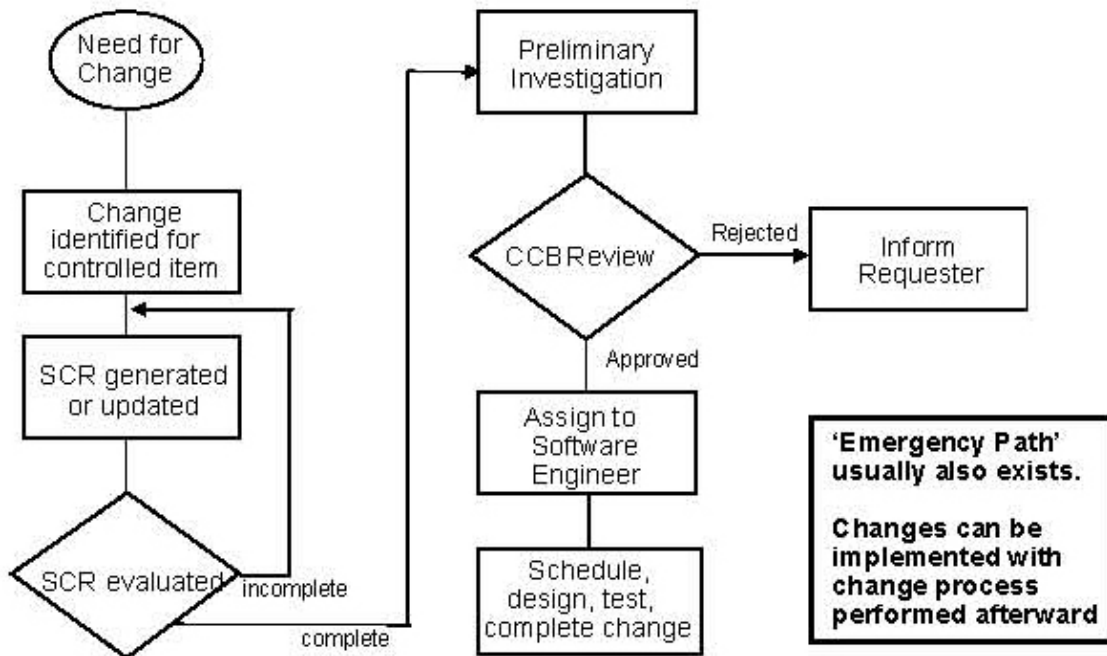 Need for
Change
Change
identified for
controlled item
SCR generated
or updated
SCR evaluated
incomplete
complete
Preliminary
Investigation
CCB Review
Rejected
Inform
Requester
Approved
Assign to
Software
Engineer
Schedule,
design, test,
complete change
‘Emergency Path’
usually also exists.
Changes can be
implemented with
change process
performed afterward